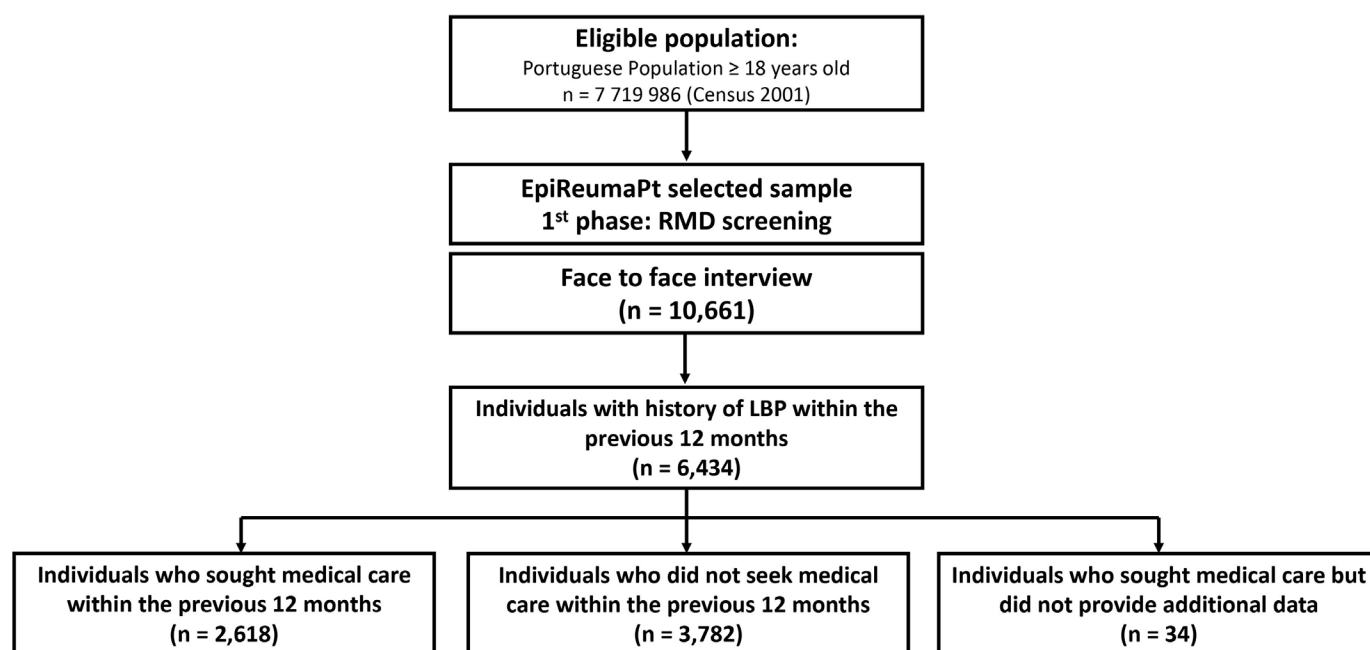 Eligible population:
Portuguese Population ≥ 18 years old
n = 7 719 986 (Census 2001)
EpiReumaPt selected sample
1st phase: RMD screening
Face to face interview
(n = 10,661)
Individuals with history of LBP within the
previous 12 months
(n = 6,434)
Individuals who sought medical care
within the previous 12 months
(n = 2,618)
Individuals who did not seek medical
care within the previous 12 months
(n = 3,782)
Individuals who sought medical care but
did not provide additional data
(n = 34)